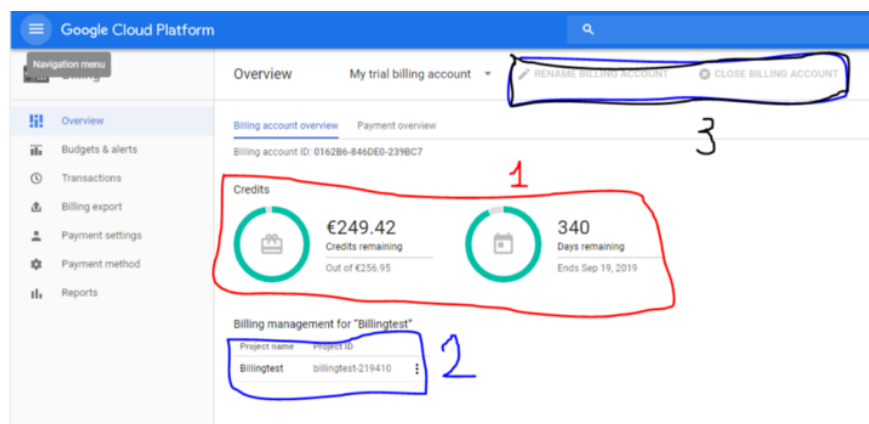 Google Cloud Platform
Navigation menu
Overview
My trial billing account
RENAME BILLING ACCOUNT
CLOSE BILLING ACCOUNT
3
Overview
Budgets & alerts
Transactions
Billing export
Payment settings
Payment method
Reports
Billing account overview
Payment overview
Billing account ID: 0162B6-846DE0-239BC7
1
Credits
€249.42
Credits remaining
Out of €256.95
340
Days remaining
Ends Sep 19, 2019
Billing management for "Billingtest"
Project name
Project ID
Billingtest
billingtest-219410
2